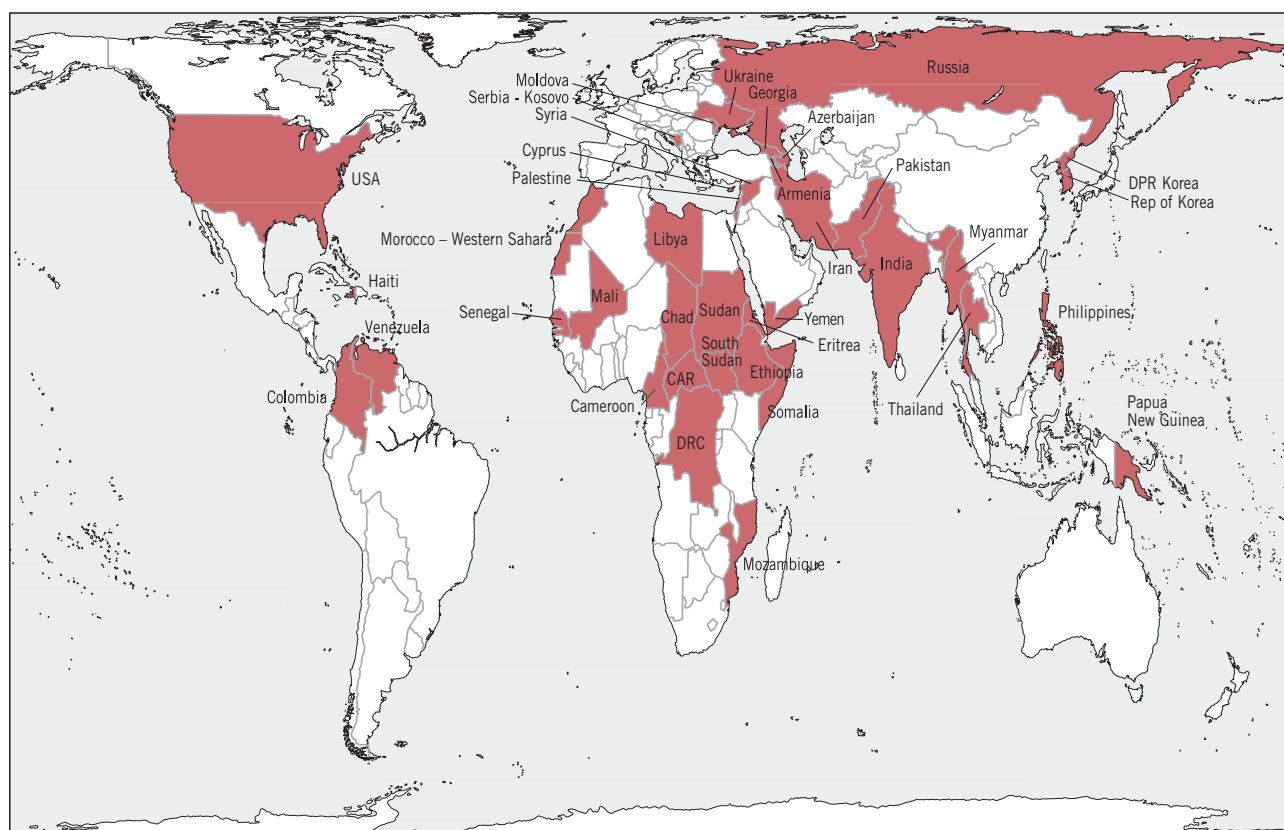 Russia
Ukraine
Moldova
Georgia
Serbia - Kosovo
Syria
Azerbaijan
Cyprus
Pakistan
Palestine
Armenia
DPR Korea
Rep of Korea
USA
Myanmar
Morocco – Western Sahara
Libya
Iran
India
Haiti
Mali
Senegal
Chad
Sudan
Yemen
Philippines
Venezuela
South
Sudan
Eritrea
Ethiopia
CAR
Colombia
Cameroon
Somalia
Thailand
Papua
New Guinea
DRC
Mozambique